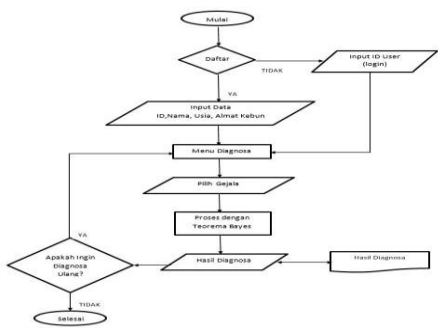 Mulai
Daftar
TIDAK
Input ID User
(login)
YA
Input Data
ID,Nama, Usia, Almat Kebun
Menu Diagnosa
Pilih Gejala
Proses dengan
Teorema Bayes
YA
Apakah Ingin
Diagnosa
Ulang?
Hasil Diagnosa
Hasil Diagnosa
TIDAK
Selesai